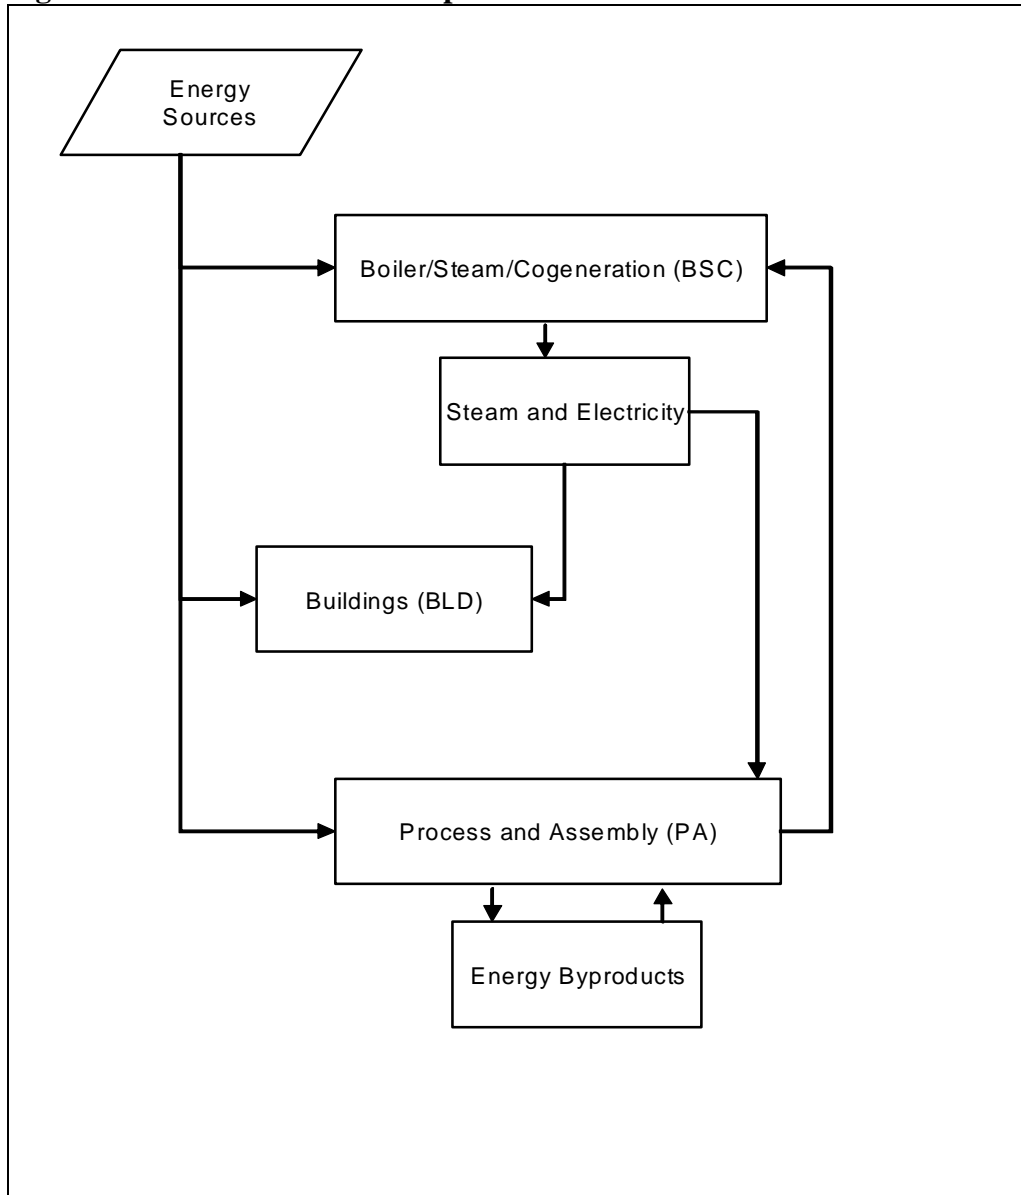 Energy
Sources
Boiler/Steam/Cogeneration (BSC)
Steam and Electricity
Buildings (BLD)
Process and Assembly (PA)
Energy Byproducts